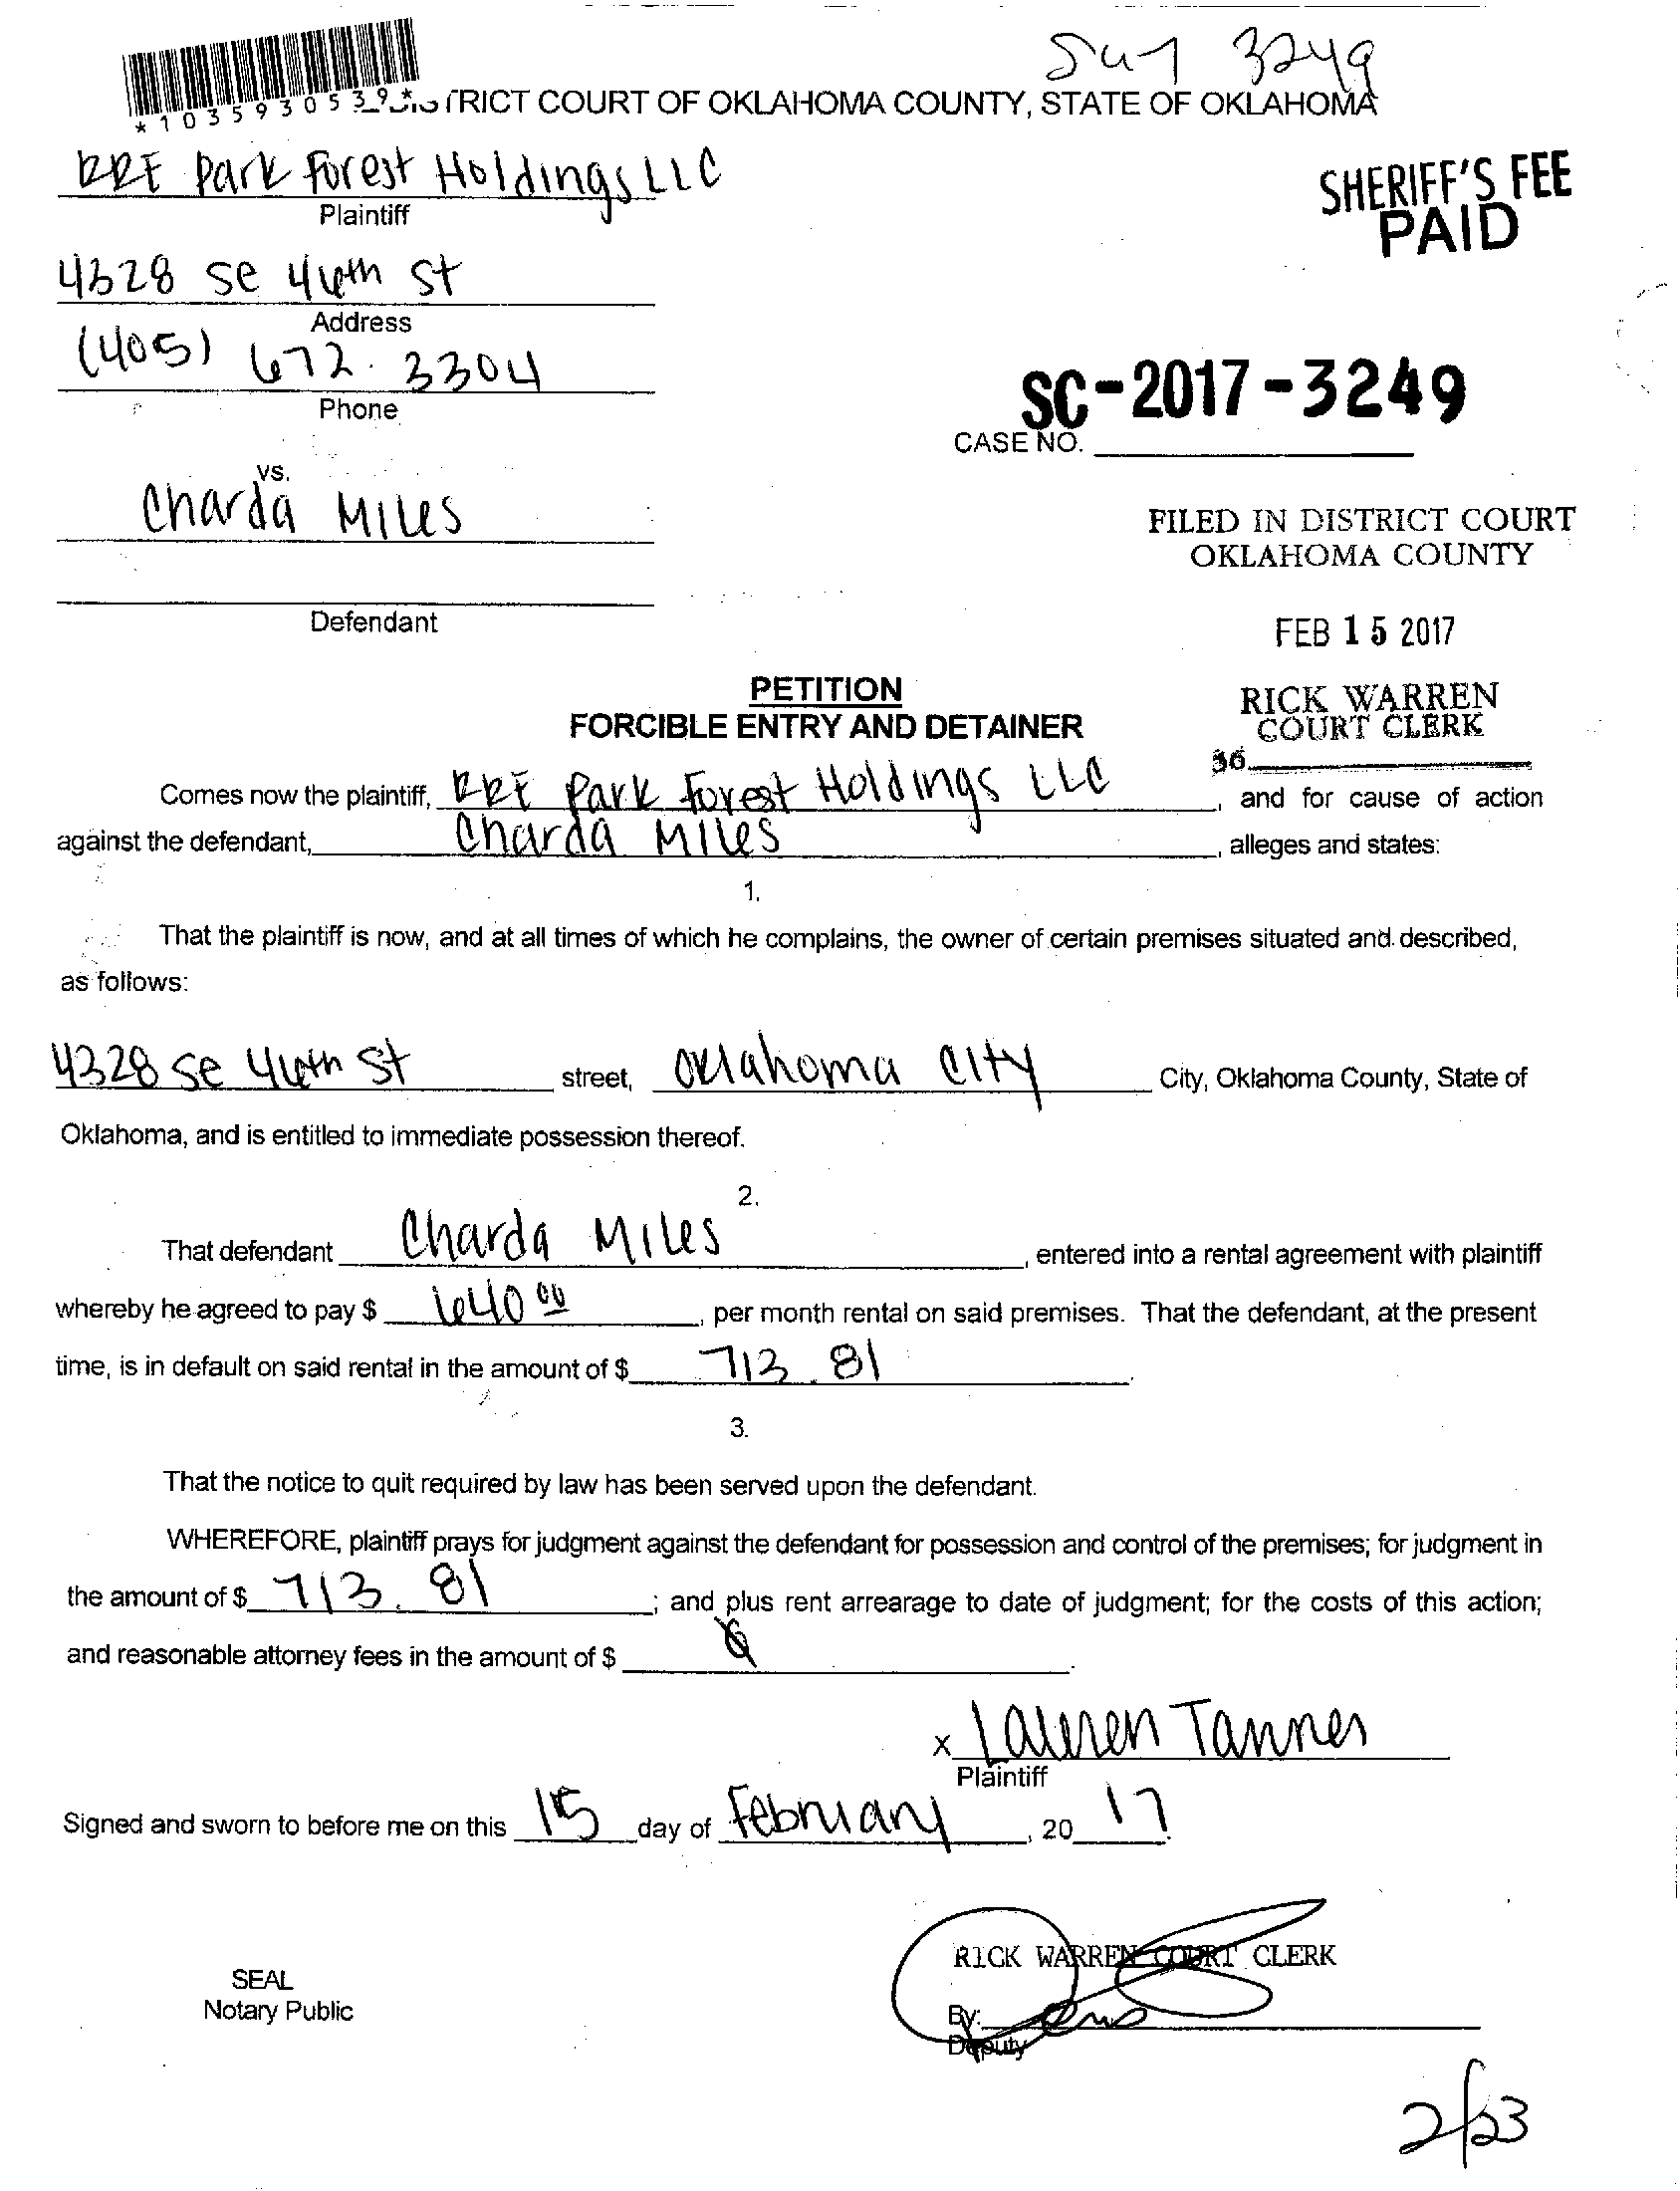 3249
*1035930539*
TRICT COURT OF OKLAHOMA COUNTY, STATE OF OKLAHOMA
RRE Park Forest Holdings LLC
Plaintiff
SHERIFF'S FEE
PAID
4328 SE 46th St
Address
(405) 672.3304
Phone
SC-2017-3249
CASE NO.
vs.
Charda Miles
FILED IN DISTRICT COURT
OKLAHOMA COUNTY
Defendant
FEB 15 2017
PETITION
FORCIBLE ENTRY AND DETAINER
RICK WARREN
COURT CLERK
36
Comes now the plaintiff, RRE Park Forest Holdings LLC, and for cause of action
against the defendant, Charda Miles, alleges and states:
1.
That the plaintiff is now, and at all times of which he complains, the owner of certain premises situated and described,
as follows:
4328 SE 46th St street, Oklahoma City City, Oklahoma County, State of
Oklahoma, and is entitled to immediate possession thereof.
2.
That defendant Charda Miles, entered into a rental agreement with plaintiff
whereby he agreed to pay $ 640 00, per month rental on said premises. That the defendant, at the present
time, is in default on said rental in the amount of $ 713.81.
3.
That the notice to quit required by law has been served upon the defendant.
WHEREFORE, plaintiff prays for judgment against the defendant for possession and control of the premises; for judgment in
the amount of $ 713.81; and plus rent arrearage to date of judgment; for the costs of this action;
and reasonable attorney fees in the amount of $ .
x Lauren Tanner
Plaintiff
Signed and sworn to before me on this 15 day of February, 20 17.
RICK WARREN COURT CLERK
SEAL
Notary Public
By:
Deputy
2/23